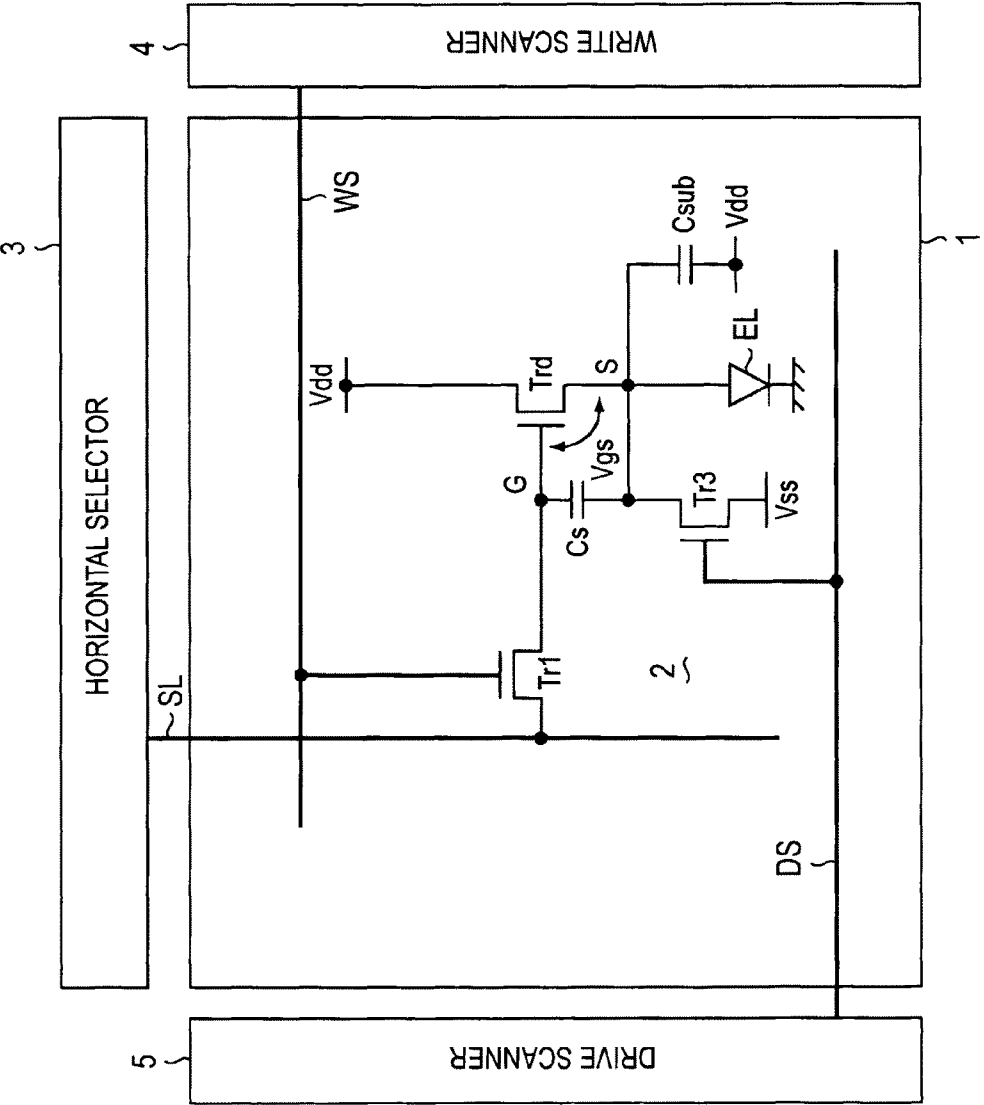 4
WRITE SCANNER
3
HORIZONTAL SELECTOR
WS
SL
1
Vdd
Trd
G
S
Vgs
Cs
Csub
Vdd
EL
Tr1
Tr3
Vss
2
DS
5
DRIVE SCANNER